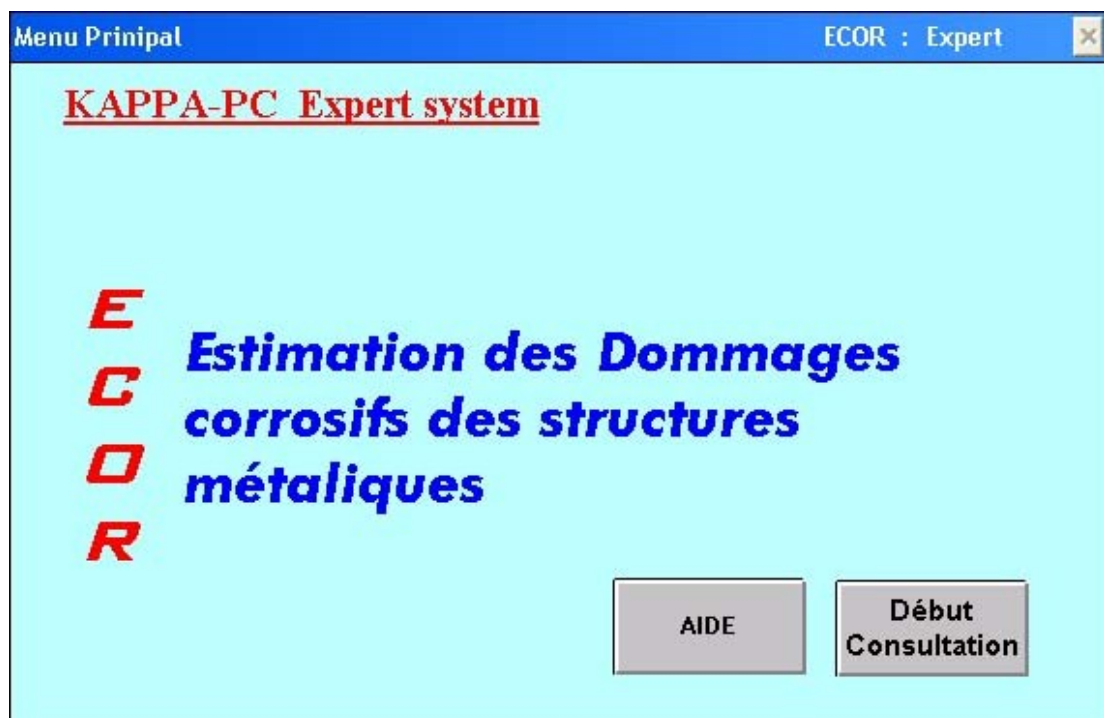 Menu Prinipal ECOR : Expert
KAPPA-PC Expert system
E
C
O
R
Estimation des Dommages
corrosifs des structures
métaliques
AIDE
Début
Consultation